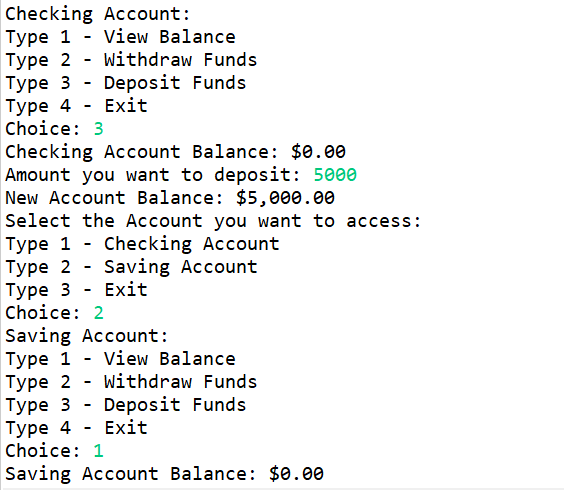 Checking Account:
Type 1 - View Balance
Type 2 - Withdraw Funds
Type 3 - Deposit Funds
Type 4 - Exit
Choice: 3
Checking Account Balance: $0.00
Amount you want to deposit: 5000
New Account Balance: $5,000.00
Select the Account you want to access:
Type 1 - Checking Account
Type 2 - Saving Account
Type 3 - Exit
Choice: 2
Saving Account:
Type 1 - View Balance
Type 2 - Withdraw Funds
Type 3 - Deposit Funds
Type 4 - Exit
Choice: 1
Saving Account Balance: $0.00